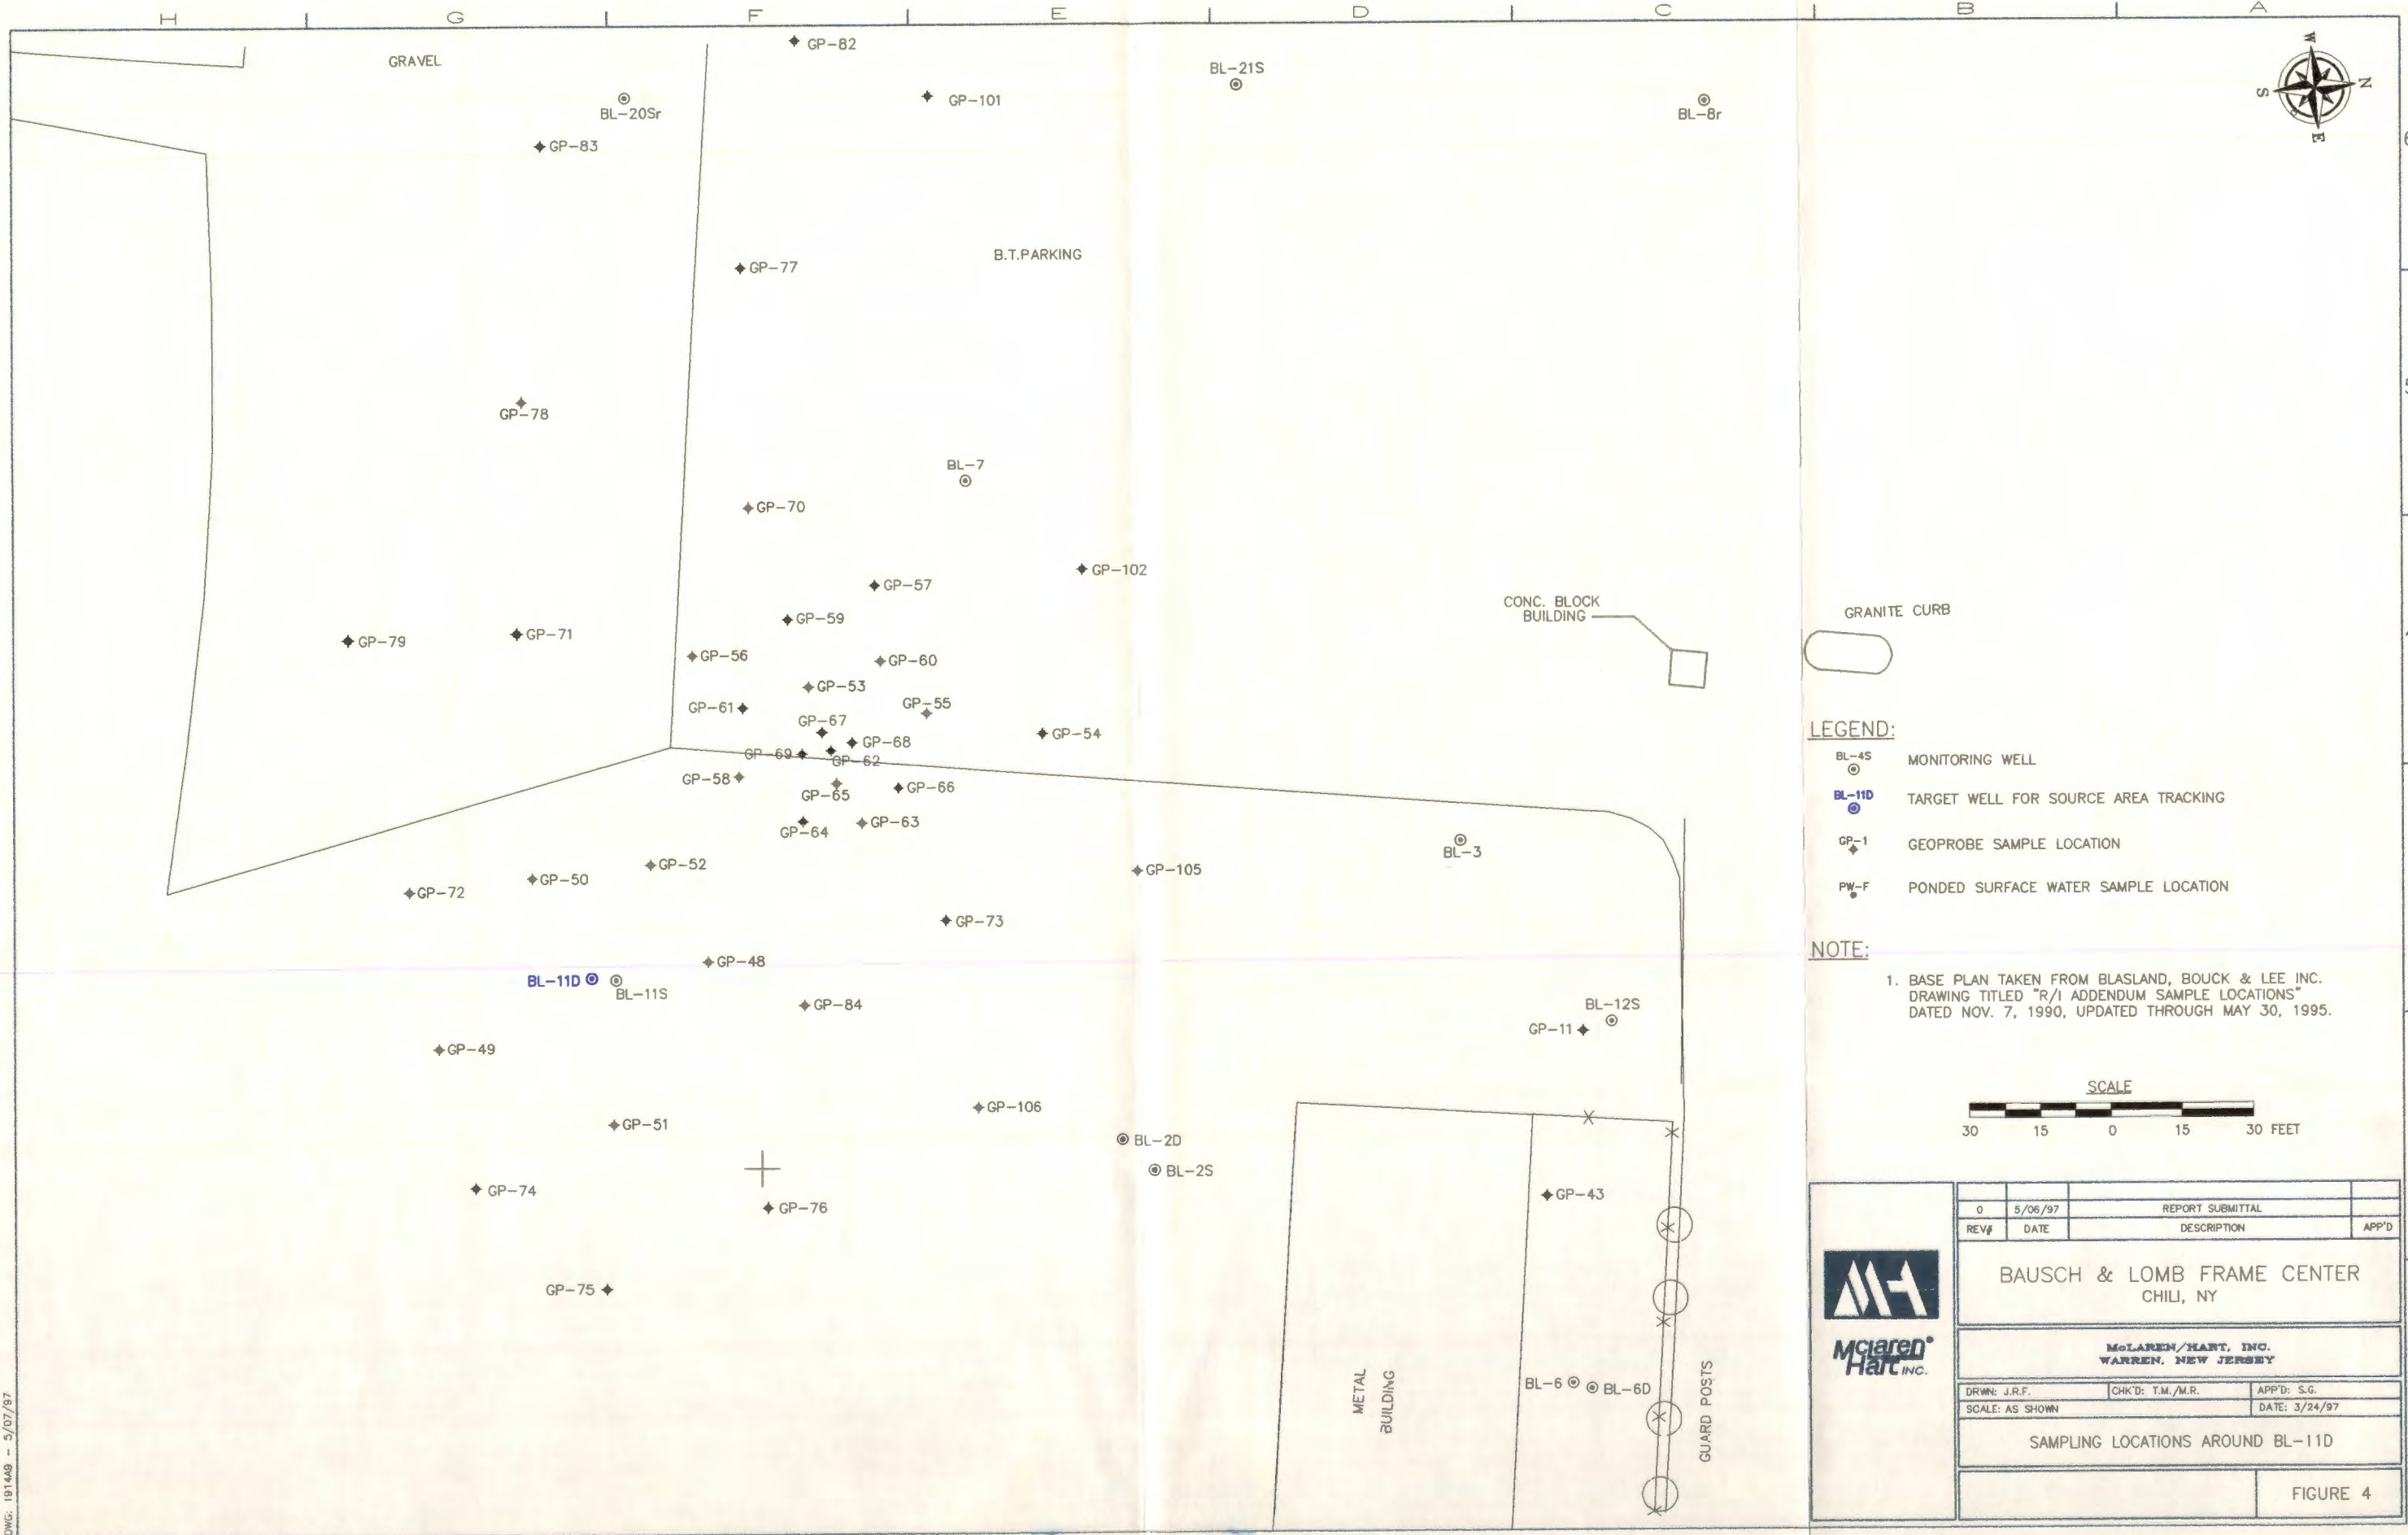 H G F E D C B A
GP-82
GRAVEL
BL-21S
GP-101
BL-20Sr
BL-8r
W
N
S
E
GP-83
B.T.PARKING
GP-77
GP-78
BL-7
GP-70
GP-102
GP-57
CONC. BLOCK
BUILDING
GRANITE CURB
GP-59
GP-79
GP-71
GP-56
GP-60
GP-53
GP-55
GP-61
GP-67
GP-68
GP-54
GP-69
GP-62
GP-58
GP-65
GP-66
GP-64
GP-63
BL-3
GP-52
GP-105
GP-50
GP-72
GP-73
GP-48
BL-11D
BL-11S
GP-84
BL-12S
GP-11
GP-49
GP-106
GP-51
BL-2D
BL-2S
GP-74
GP-43
GP-76
GP-75
BL-6
BL-6D
METAL
BUILDING
GUARD POSTS
LEGEND:
BL-4S MONITORING WELL
BL-11D TARGET WELL FOR SOURCE AREA TRACKING
GP-1 GEOPROBE SAMPLE LOCATION
PW-F PONDED SURFACE WATER SAMPLE LOCATION
NOTE:
1. BASE PLAN TAKEN FROM BLASLAND, BOUCK & LEE INC.
DRAWING TITLED "R/I ADDENDUM SAMPLE LOCATIONS"
DATED NOV. 7, 1990, UPDATED THROUGH MAY 30, 1995.
SCALE
30 15 0 15 30 FEET
0 5/06/97 REPORT SUBMITTAL
REV# DATE DESCRIPTION APP'D
BAUSCH & LOMB FRAME CENTER
CHILI, NY
McLaren®
Hart INC.
McLAREN/HART, INC.
WARREN, NEW JERSEY
DRWN: J.R.F. CHK'D: T.M./M.R. APP'D: S.G.
SCALE: AS SHOWN DATE: 3/24/97
SAMPLING LOCATIONS AROUND BL-11D
FIGURE 4
DWG: 1914A9 - 5/07/97